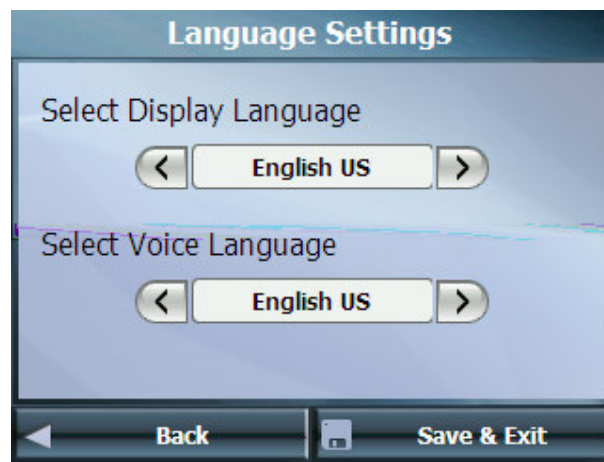 Language Settings
Select Display Language
English US
Select Voice Language
English US
Back
Save & Exit